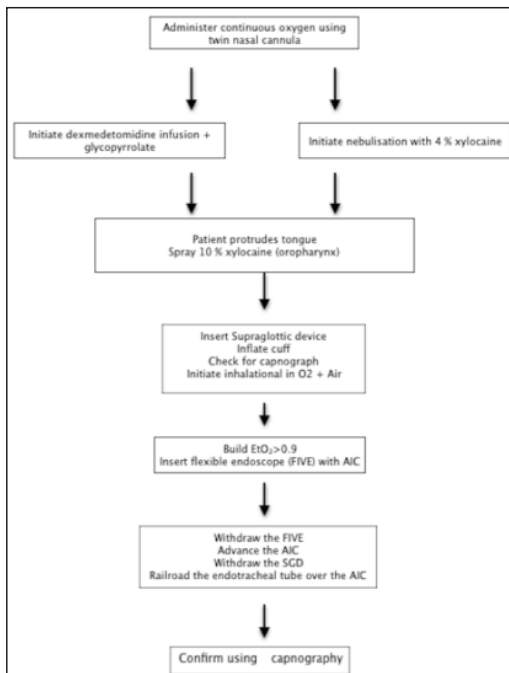 Administer continuous oxygen using
twin nasal cannula
Initiate dexmedetomidine infusion +
glycopyrrolate
Initiate nebulisation with 4 % xylocaine
Patient protrudes tongue
Spray 10 % xylocaine (oropharynx)
Insert Supraglottic device
Inflate cuff
Check for capnograph
Initiate inhalational in O2 + Air
Build EtO₂>0.9
Insert flexible endoscope (FIVE) with AIC
Withdraw the FIVE
Advance the AIC
Withdraw the SGD
Railroad the endotracheal tube over the AIC
Confirm using capnography